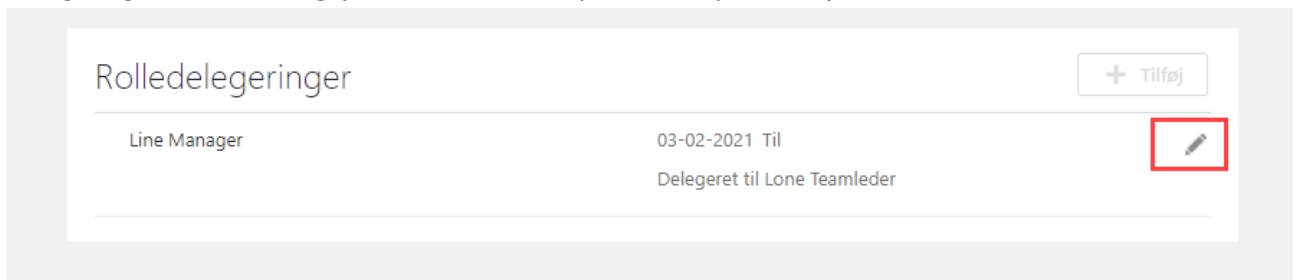 Rolledelegeringer
+ Tilføj
Line Manager
03-02-2021 Til
Delegeret til Lone Teamleder